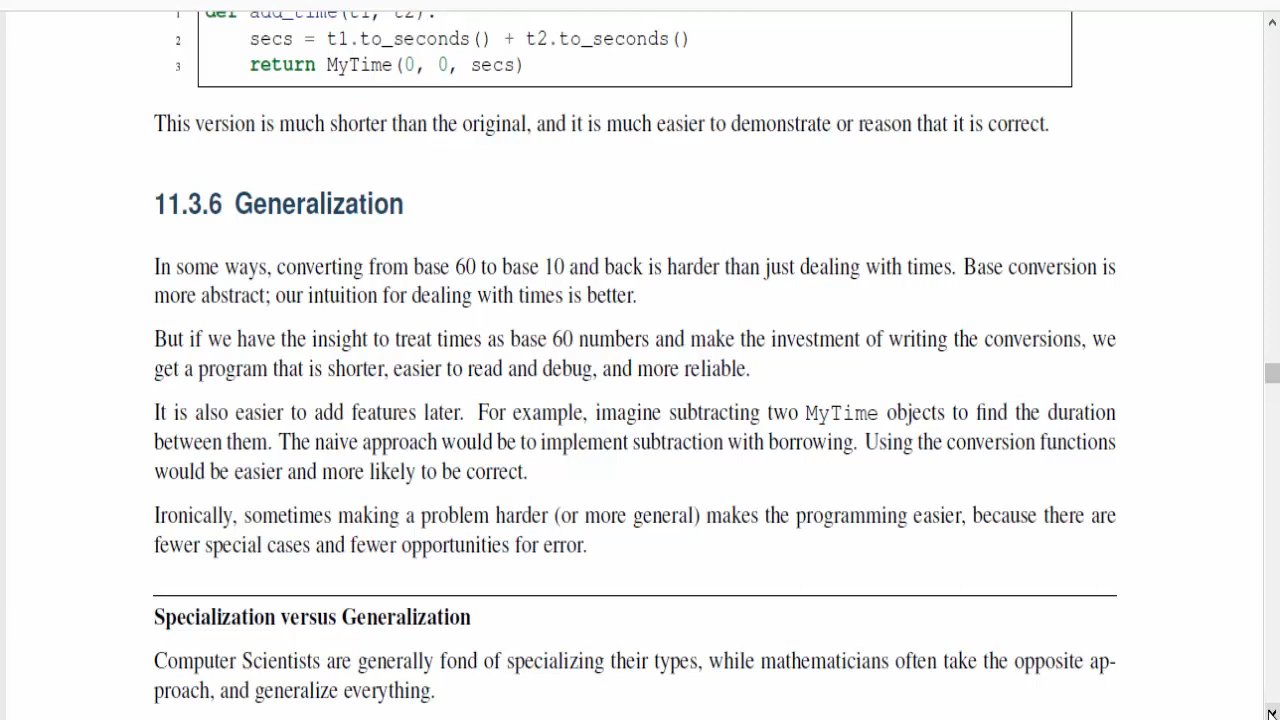 1 def add_time(t1, t2):
2 secs = t1.to_seconds() + t2.to_seconds()
3 return MyTime(0, 0, secs)
This version is much shorter than the original, and it is much easier to demonstrate or reason that it is correct.
11.3.6 Generalization
In some ways, converting from base 60 to base 10 and back is harder than just dealing with times. Base conversion is
more abstract; our intuition for dealing with times is better.
But if we have the insight to treat times as base 60 numbers and make the investment of writing the conversions, we
get a program that is shorter, easier to read and debug, and more reliable.
It is also easier to add features later. For example, imagine subtracting two MyTime objects to find the duration
between them. The naive approach would be to implement subtraction with borrowing. Using the conversion functions
would be easier and more likely to be correct.
Ironically, sometimes making a problem harder (or more general) makes the programming easier, because there are
fewer special cases and fewer opportunities for error.
Specialization versus Generalization
Computer Scientists are generally fond of specializing their types, while mathematicians often take the opposite ap-
proach, and generalize everything.